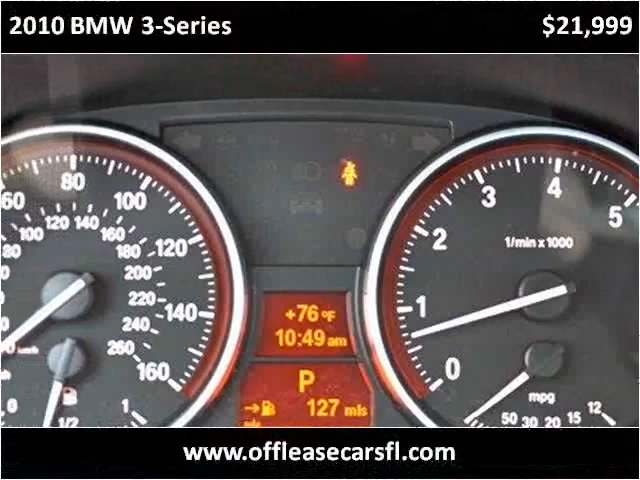 2010 BMW 3-Series $21,999
60 80 100 120 140 160
80 100 120 140 160 180 200 220 240 260
km/h
0 1/2 1
+76 °F
10:49 am
P
127 mls
0 1 2 3 4 5
1/min x 1000
mpg
50 30 20 15 12
www.offleasecarsfl.com